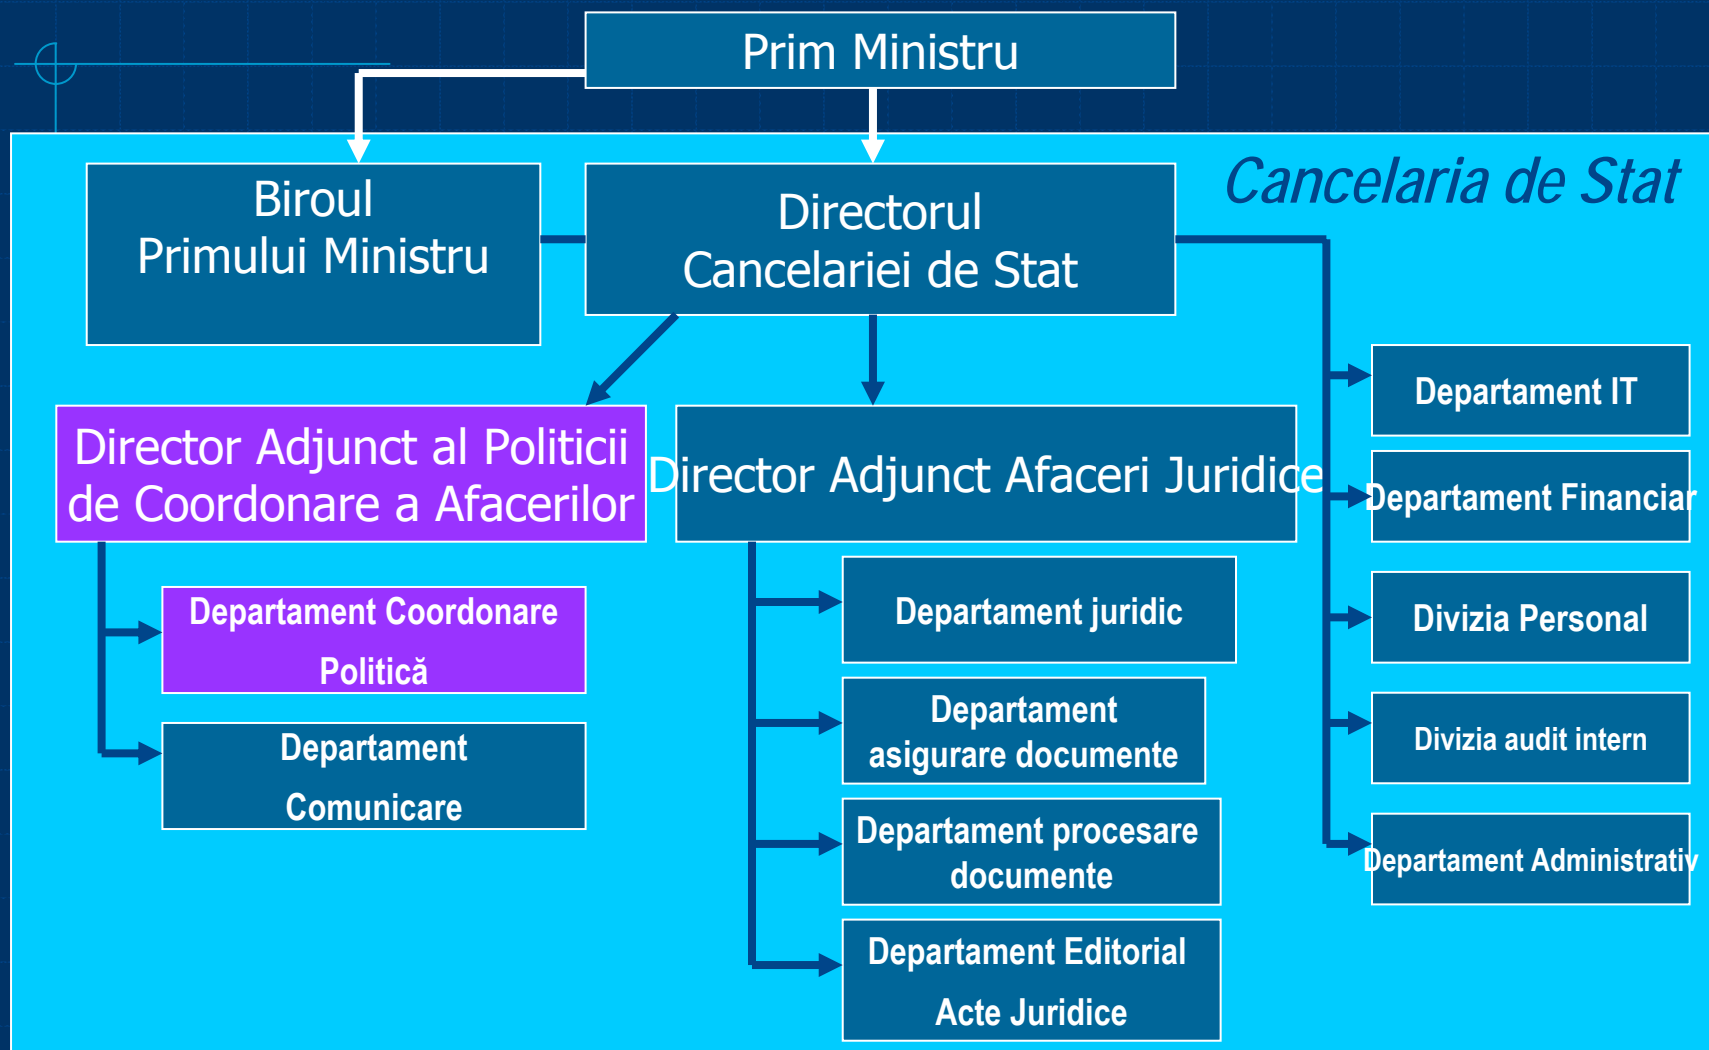 Prim Ministru
Cancelaria de Stat
Biroul
Primului Ministru
Directorul
Cancelariei de Stat
Director Adjunct al Politicii
de Coordonare a Afacerilor
Director Adjunct Afaceri Juridice
Departament Coordonare
Politică
Departament
Comunicare
Departament juridic
Departament
asigurare documente
Departament procesare
documente
Departament Editorial
Acte Juridice
Departament IT
Departament Financiar
Divizia Personal
Divizia audit intern
Departament Administrativ